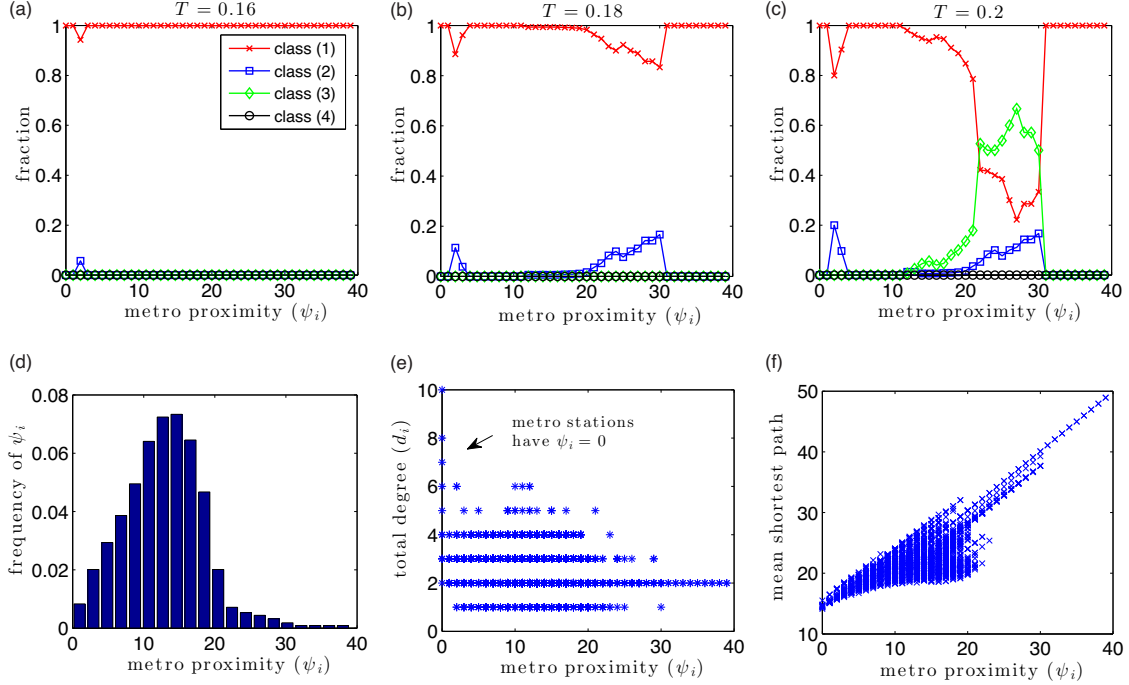 (a)
T = 0.16
1
0.8
0.6
0.4
0.2
0
fraction
class (1)
class (2)
class (3)
class (4)
0 10 20 30 40
metro proximity (ψi)
(b)
T = 0.18
1
0.8
0.6
0.4
0.2
0
fraction
0 10 20 30 40
metro proximity (ψi)
(c)
T = 0.2
1
0.8
0.6
0.4
0.2
0
fraction
0 10 20 30 40
metro proximity (ψi)
(d)
0.08
0.06
0.04
0.02
0
frequency of ψi
0 10 20 30 40
metro proximity (ψi)
(e)
10
8
6
4
2
0
total degree (di)
metro stations
have ψi = 0
0 10 20 30 40
metro proximity (ψi)
(f)
50
40
30
20
10
mean shortest path
0 10 20 30 40
metro proximity (ψi)